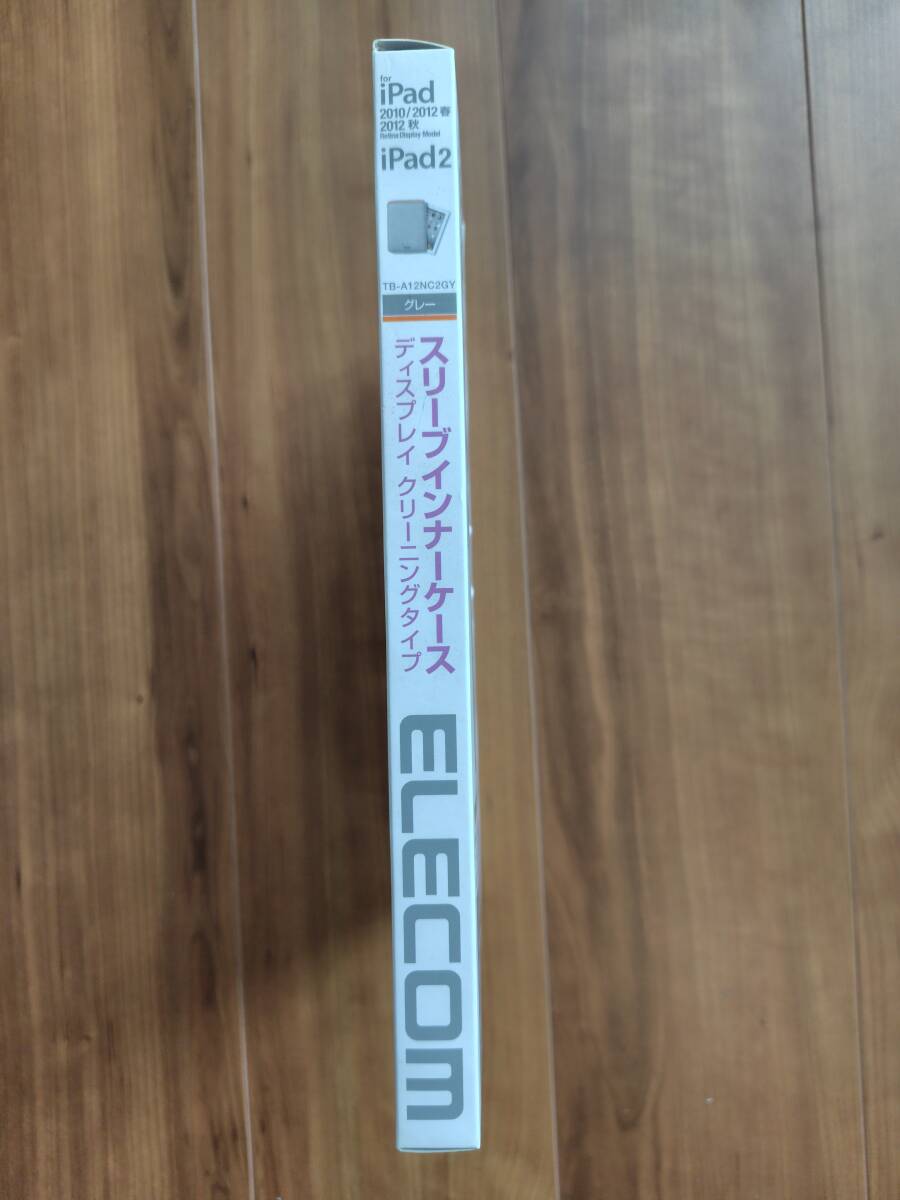 for
iPad
2010/2012 春
2012 秋
Retina Display Model
iPad2
TB-A12NC2GY
グレー
スリーブインナーケース
ディスプレイ クリーニングタイプ
ELECOM